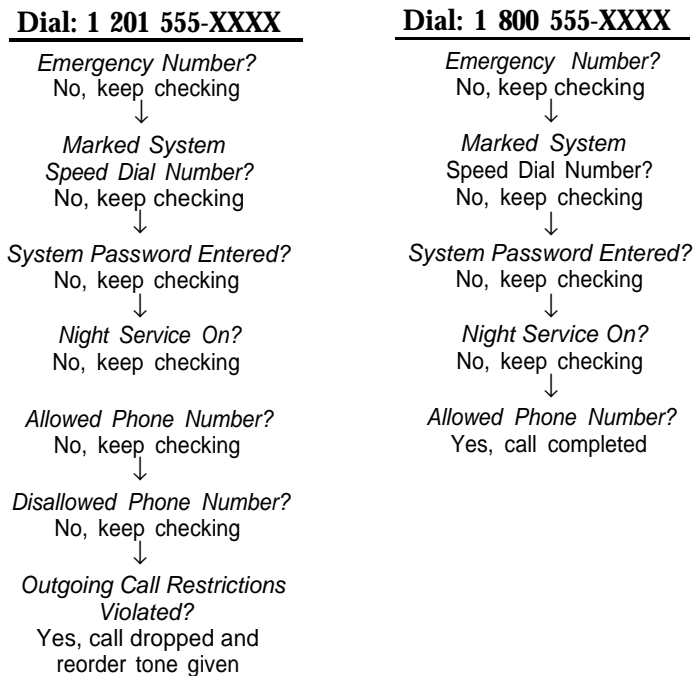 Dial: 1 201 555-XXXX
Emergency Number?
No, keep checking
↓
Marked System
Speed Dial Number?
No, keep checking
↓
System Password Entered?
No, keep checking
↓
Night Service On?
No, keep checking
Allowed Phone Number?
No, keep checking
↓
Disallowed Phone Number?
No, keep checking
↓
Outgoing Call Restrictions
Violated?
Yes, call dropped and
reorder tone given
Dial: 1 800 555-XXXX
Emergency Number?
No, keep checking
↓
Marked System
Speed Dial Number?
No, keep checking
↓
System Password Entered?
No, keep checking
↓
Night Service On?
No, keep checking
↓
Allowed Phone Number?
Yes, call completed